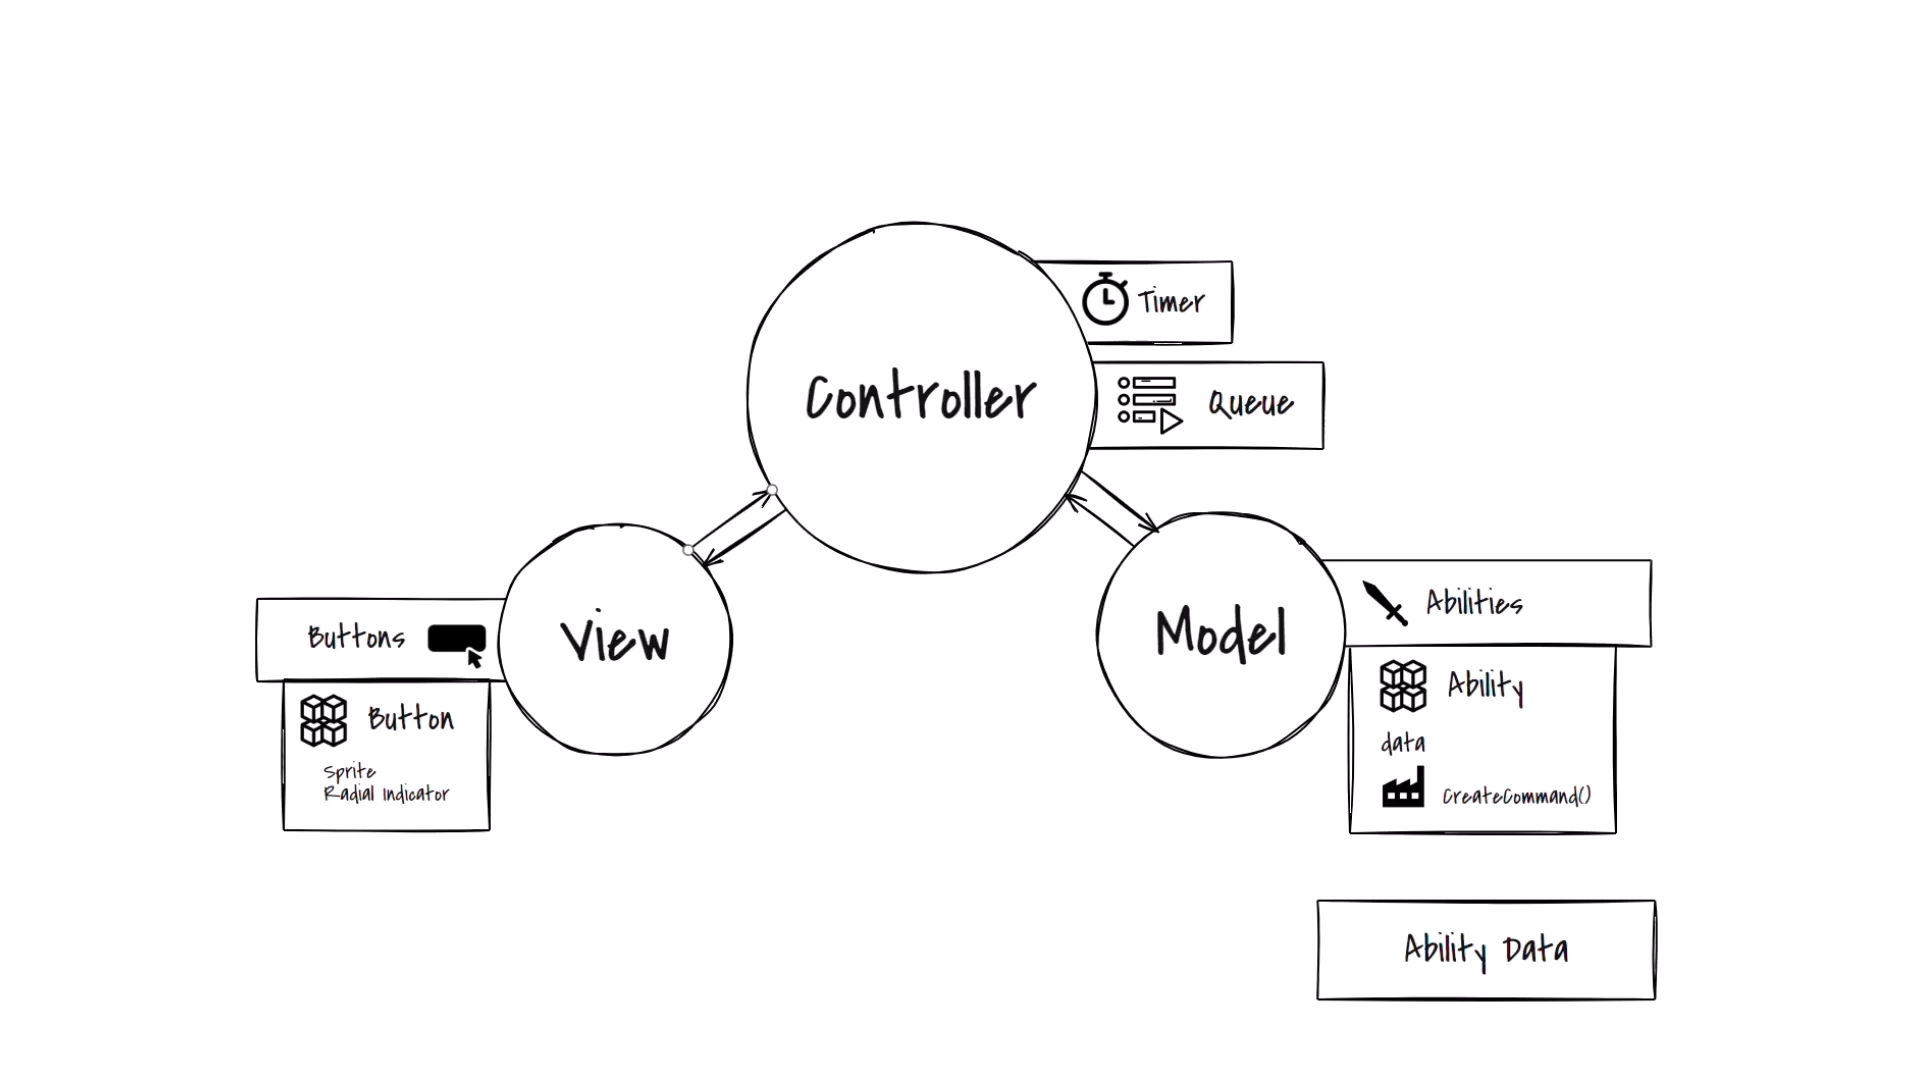 Controller
Timer
Queue
View
Buttons
Button
Sprite
Radial Indicator
Model
Abilities
Ability
data
CreateCommand()
Ability Data